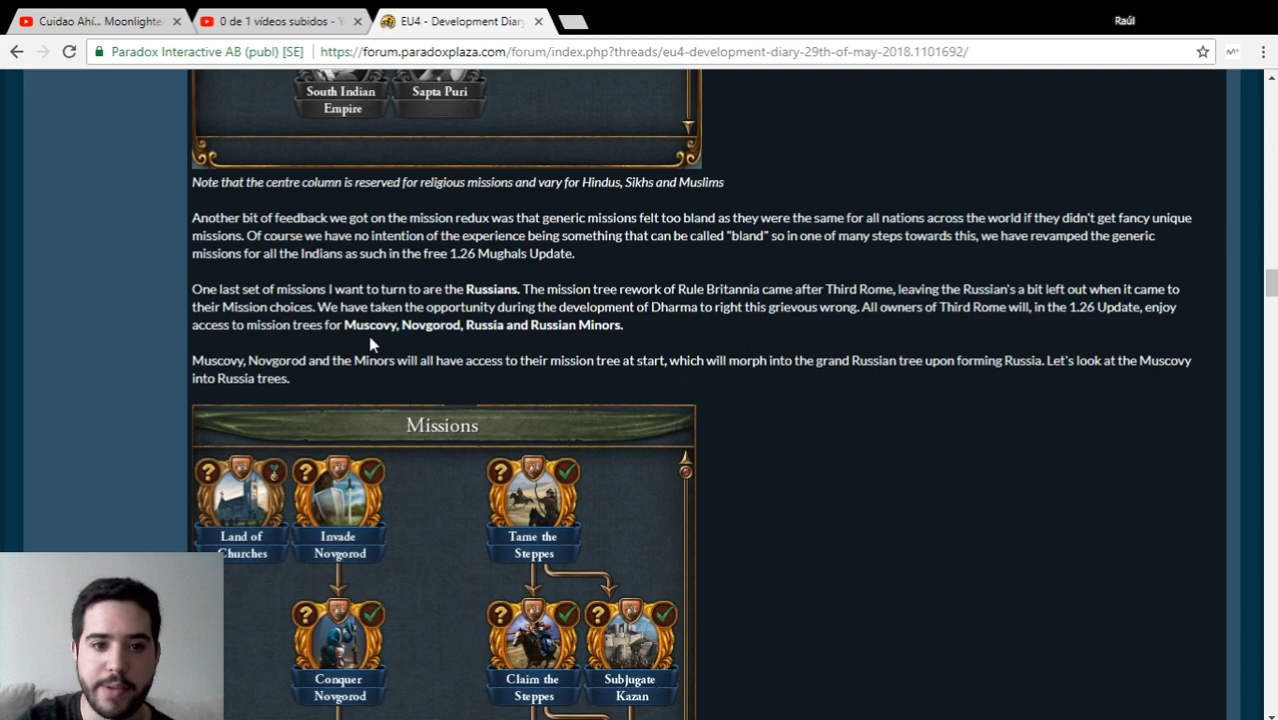 Cuidao Ahí... Moonlighte
0 de 1 vídeos subidos - Y
EU4 - Development Diar
Raúl
Paradox Interactive AB (publ) [SE]
https://forum.paradoxplaza.com/forum/index.php?threads/eu4-development-diary-29th-of-may-2018.1101692/
South Indian
Empire
Sapta Puri
Note that the centre column is reserved for religious missions and vary for Hindus, Sikhs and Muslims
Another bit of feedback we got on the mission redux was that generic missions felt too bland as they were the same for all nations across the world if they didn't get fancy unique
missions. Of course we have no intention of the experience being something that can be called "bland" so in one of many steps towards this, we have revamped the generic
missions for all the Indians as such in the free 1.26 Mughals Update.
One last set of missions I want to turn to are the Russians. The mission tree rework of Rule Britannia came after Third Rome, leaving the Russian's a bit left out when it came to
their Mission choices. We have taken the opportunity during the development of Dharma to right this grievous wrong. All owners of Third Rome will, in the 1.26 Update, enjoy
access to mission trees for Muscovy, Novgorod, Russia and Russian Minors.
Muscovy, Novgorod and the Minors will all have access to their mission tree at start, which will morph into the grand Russian tree upon forming Russia. Let's look at the Muscovy
into Russia trees.
Missions
Land of
Churches
Invade
Novgorod
Tame the
Steppes
Conquer
Novgorod
Claim the
Steppes
Subjugate
Kazan